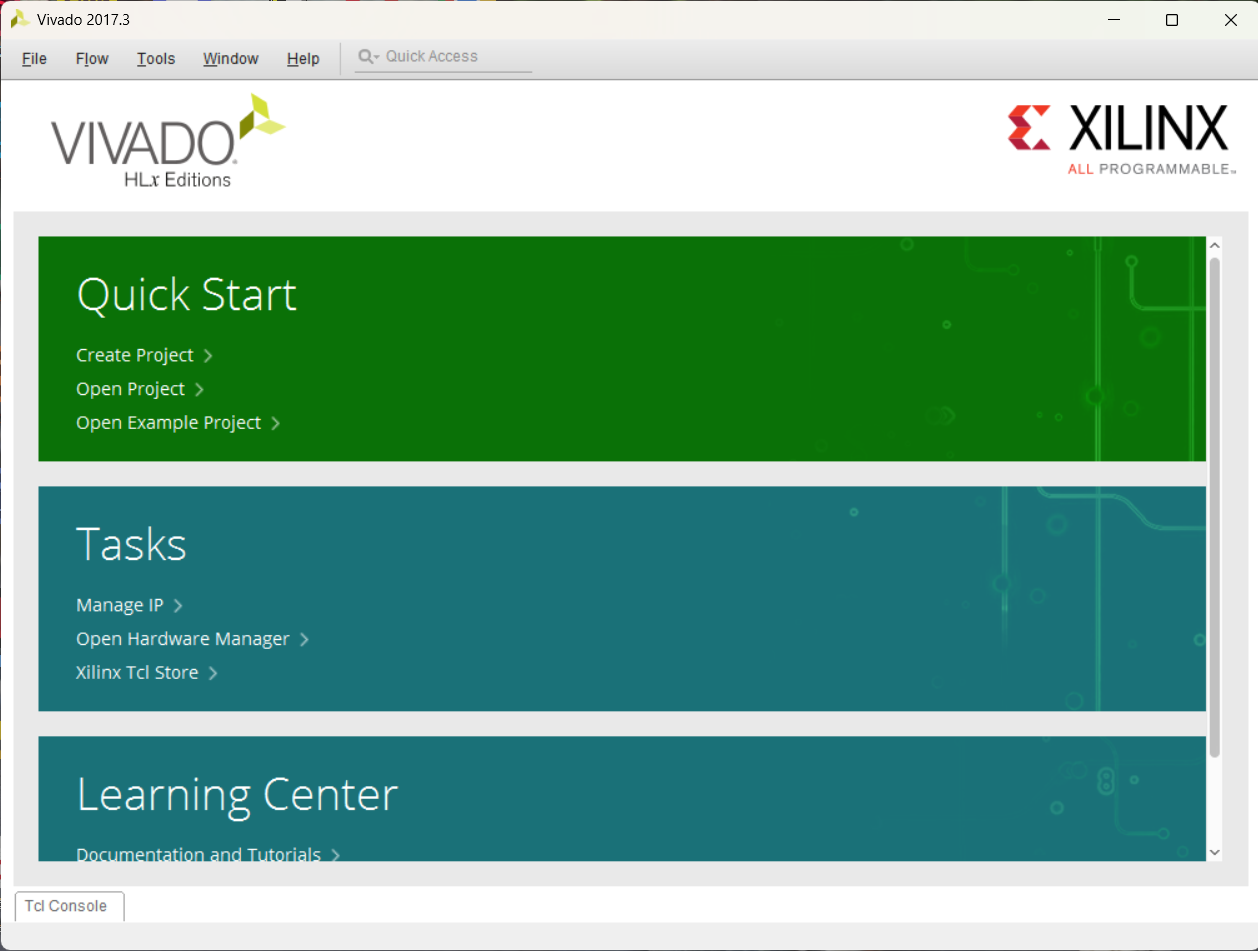 Vivado 2017.3
File Flow Tools Window Help Quick Access
VIVADO
HLx Editions
XILINX
ALL PROGRAMMABLE™
Quick Start
Create Project
Open Project
Open Example Project
Tasks
Manage IP
Open Hardware Manager
Xilinx Tcl Store
Learning Center
Documentation and Tutorials
Tcl Console